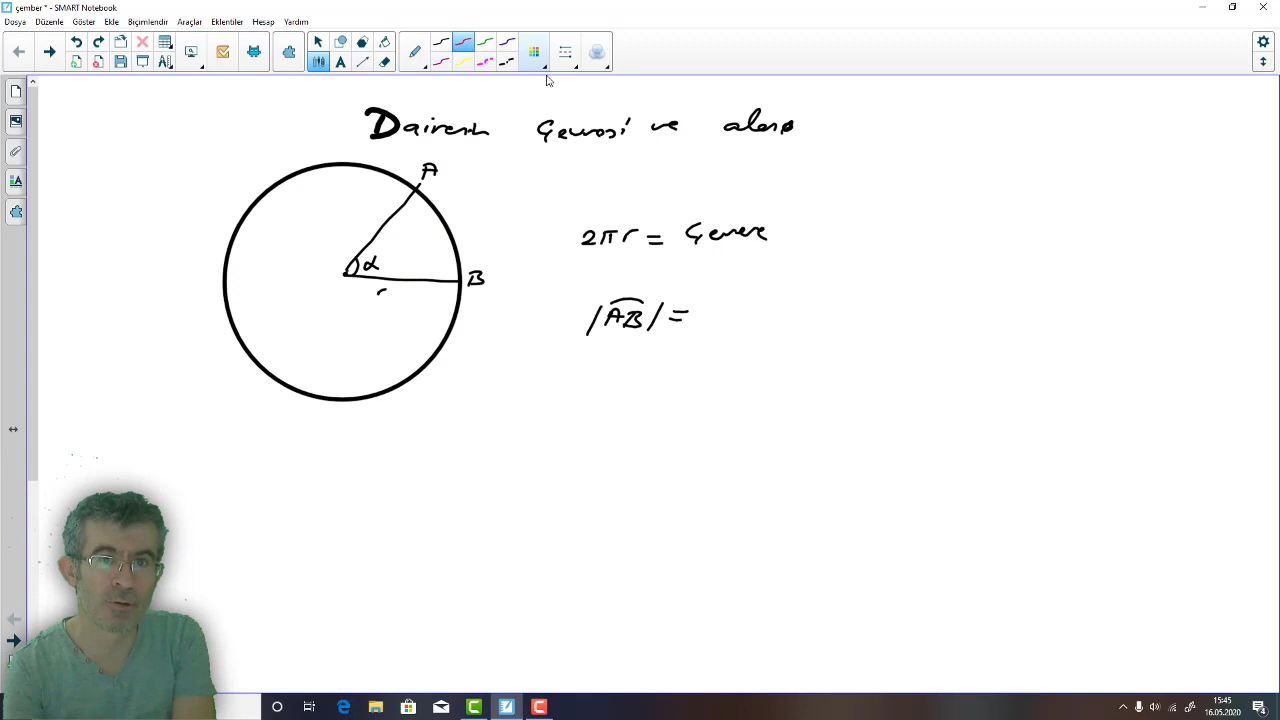 çember * - SMART Notebook
Dosya Düzenle Göster Ekle Biçimlendir Araçlar Eklentiler Hesap Yardım
Dairenin Çevresi ve alanı
A
α
B
r
2πr = Çevre
|AB| =
15:45
16.05.2020